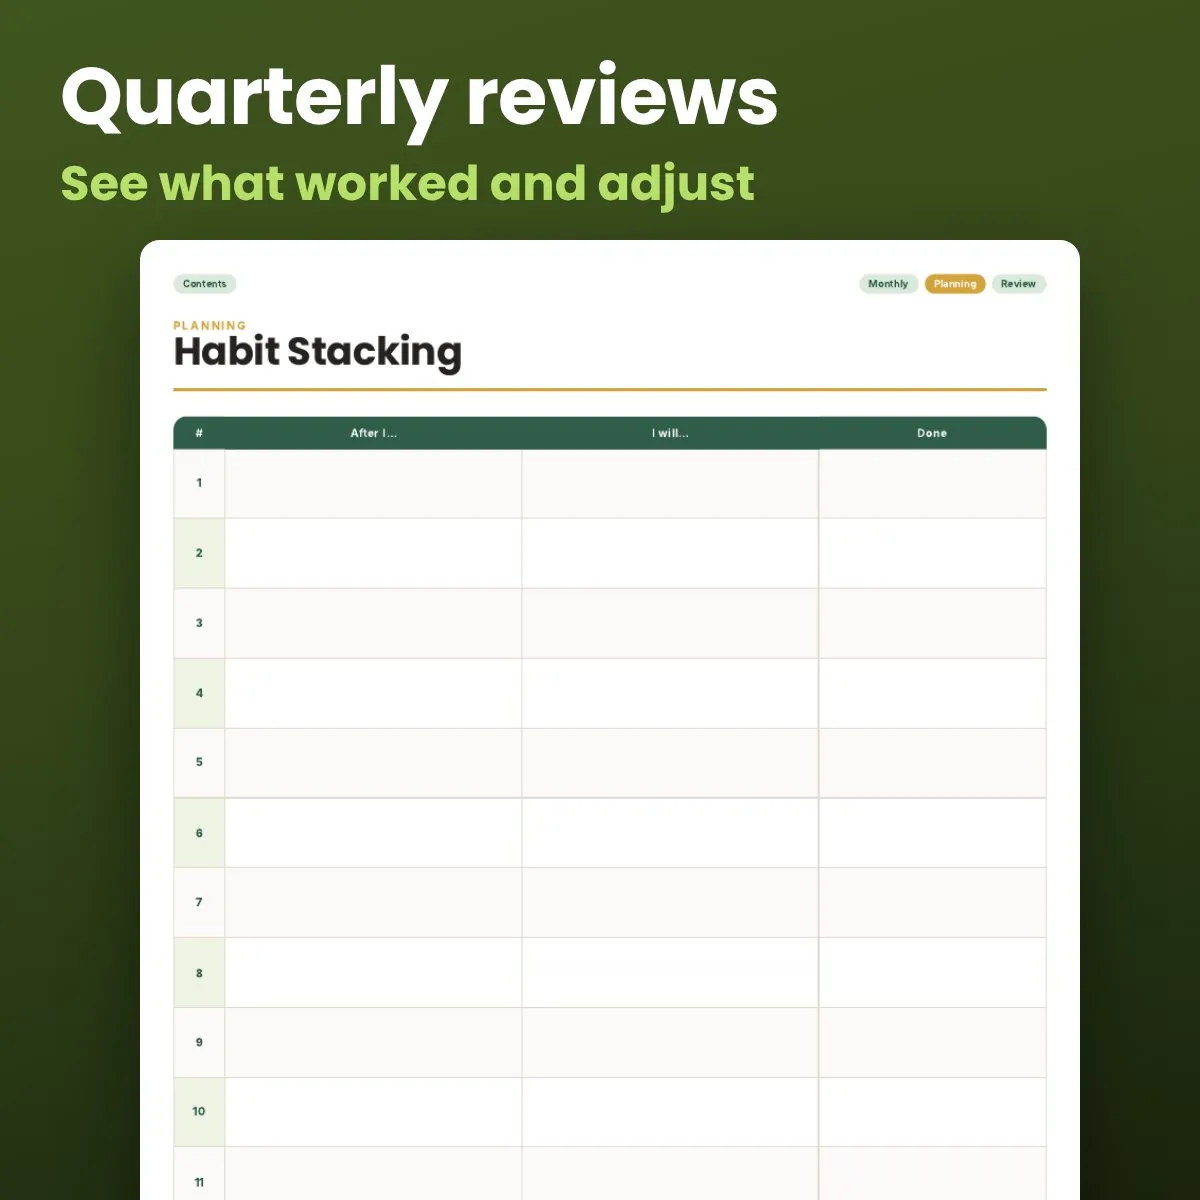 Quarterly reviews
See what worked and adjust
Contents
Monthly Planning Review
PLANNING
Habit Stacking
# After I... I will... Done
1
2
3
4
5
6
7
8
9
10
11